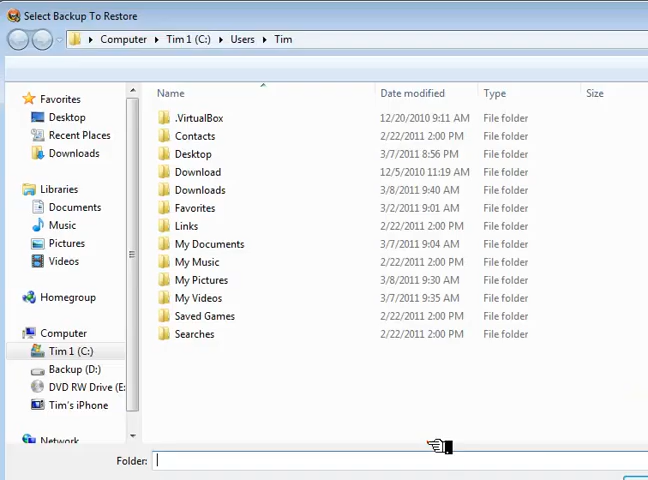 Select Backup To Restore
Computer Tim 1 (C:) Users Tim
Name Date modified Type Size
Favorites
Desktop
Recent Places
Downloads
Libraries
Documents
Music
Pictures
Videos
Homegroup
Computer
Tim 1 (C:)
Backup (D:)
DVD RW Drive (E:
Tim's iPhone
Network
.VirtualBox 12/20/2010 9:11 AM File folder
Contacts 2/22/2011 2:00 PM File folder
Desktop 3/7/2011 8:56 PM File folder
Download 12/5/2010 11:19 AM File folder
Downloads 3/8/2011 9:40 AM File folder
Favorites 3/2/2011 9:01 AM File folder
Links 2/22/2011 2:00 PM File folder
My Documents 3/7/2011 9:04 AM File folder
My Music 2/22/2011 2:00 PM File folder
My Pictures 3/8/2011 9:30 AM File folder
My Videos 3/7/2011 9:35 AM File folder
Saved Games 2/22/2011 2:00 PM File folder
Searches 2/22/2011 2:00 PM File folder
Folder: